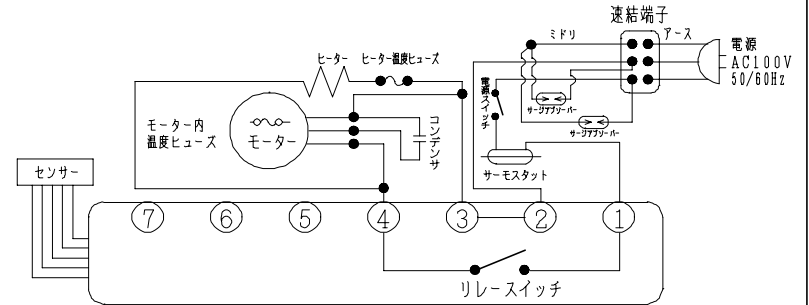 速結端子
ミドリ
アース
電源
AC100V
50/60Hz
ヒーター
ヒーター温度ヒューズ
電源スイッチ
サージアブソーバー
サージアブソーバー
モーター内
温度ヒューズ
モーター
コンデンサ
サーモスタット
センサー
⑦
⑥
⑤
④
③
②
①
リレースイッチ